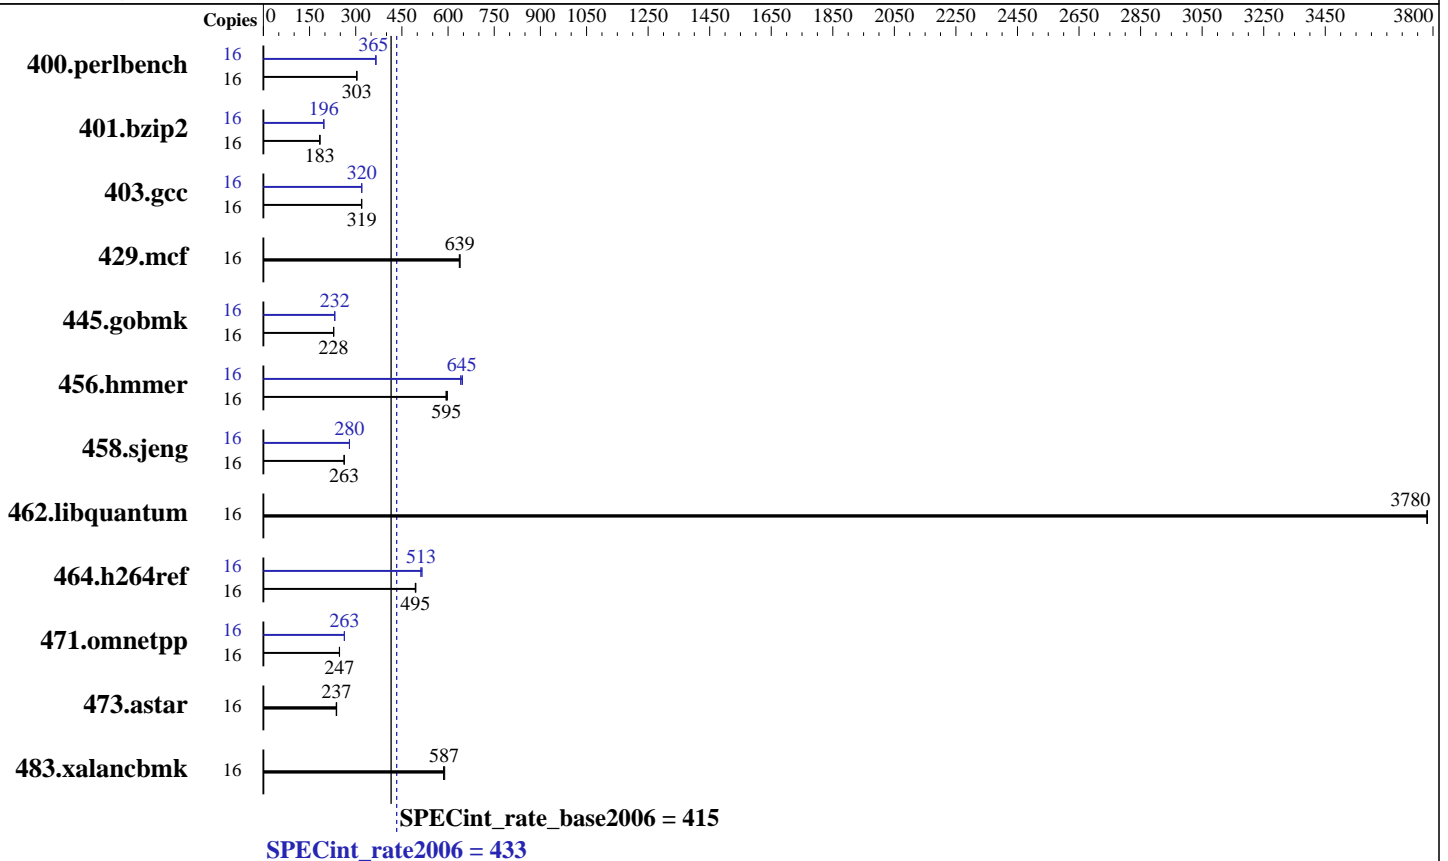 Copies 0 150 300 450 600 750 900 1050 1250 1450 1650 1850 2050 2250 2450 2650 2850 3050 3250 3450 3800
400.perlbench 16 365
16 303
401.bzip2 16 196
16 183
403.gcc 16 320
16 319
429.mcf 16 639
445.gobmk 16 232
16 228
456.hmmer 16 645
16 595
458.sjeng 16 280
16 263
462.libquantum 16 3780
464.h264ref 16 513
16 495
471.omnetpp 16 263
16 247
473.astar 16 237
483.xalancbmk 16 587
SPECint_rate_base2006 = 415
SPECint_rate2006 = 433